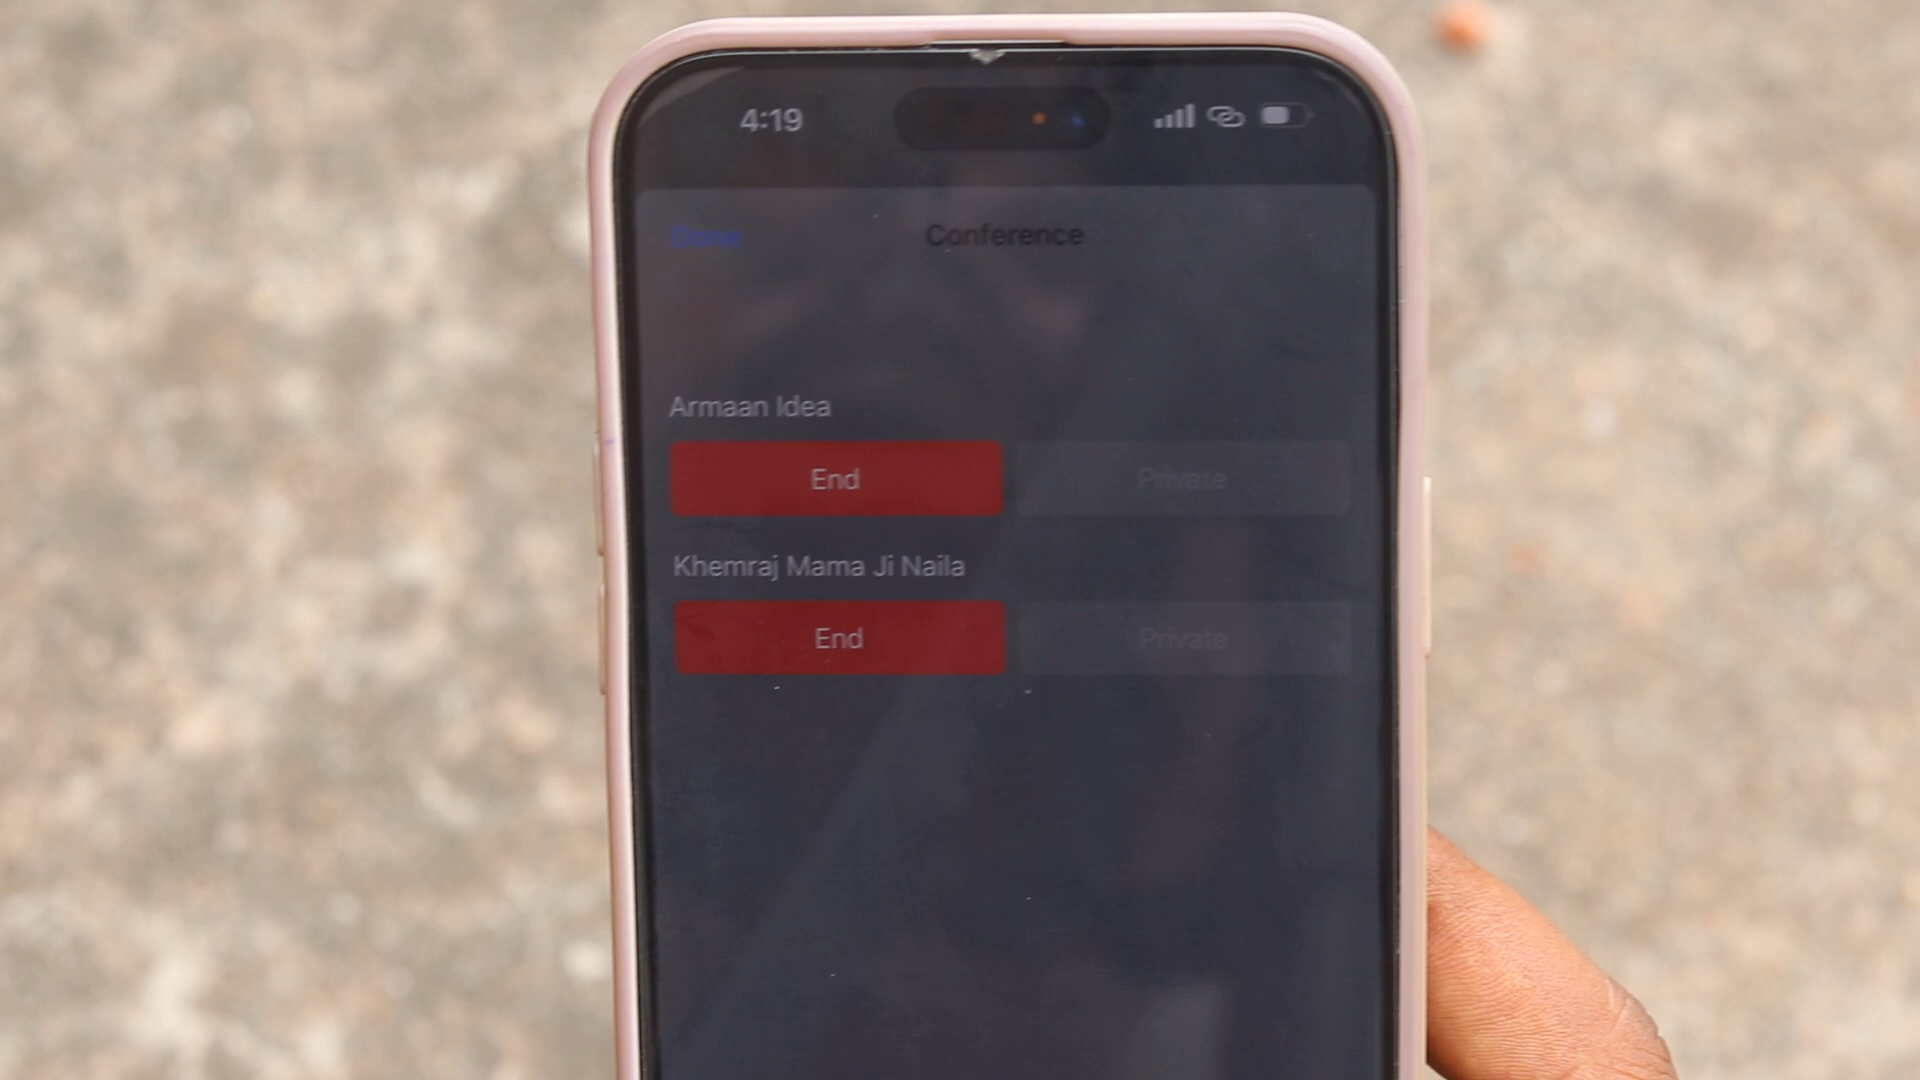 4:19
Done
Conference
Armaan Idea
End
Private
Khemraj Mama Ji Naila
End
Private